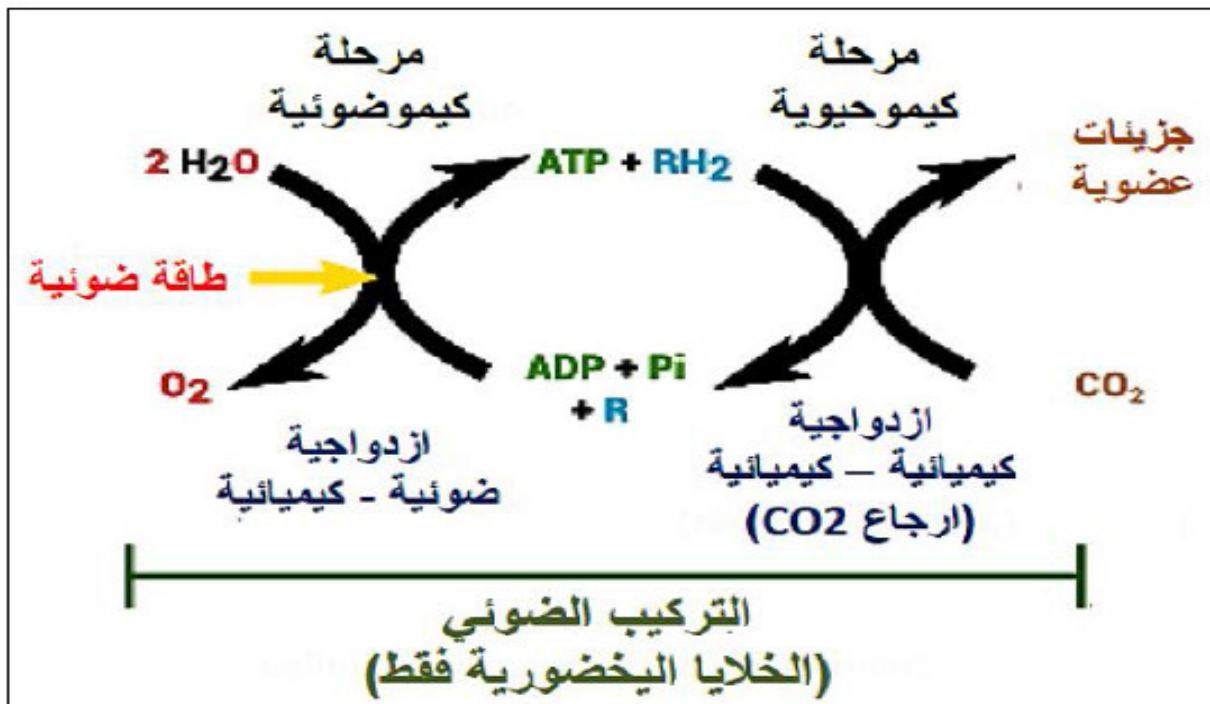 مرحلة
كيموضوئية
مرحلة
كيموحيوية
2 H₂O
ATP + RH₂
جزيئات
عضوية
طاقة ضوئية
O₂
ADP + Pi
+ R
CO₂
ازدواجية
ضوئية - كيميائية
ازدواجية
كيميائية – كيميائية
(ارجاع CO2)
التركيب الضوئي
(الخلايا اليخضورية فقط)